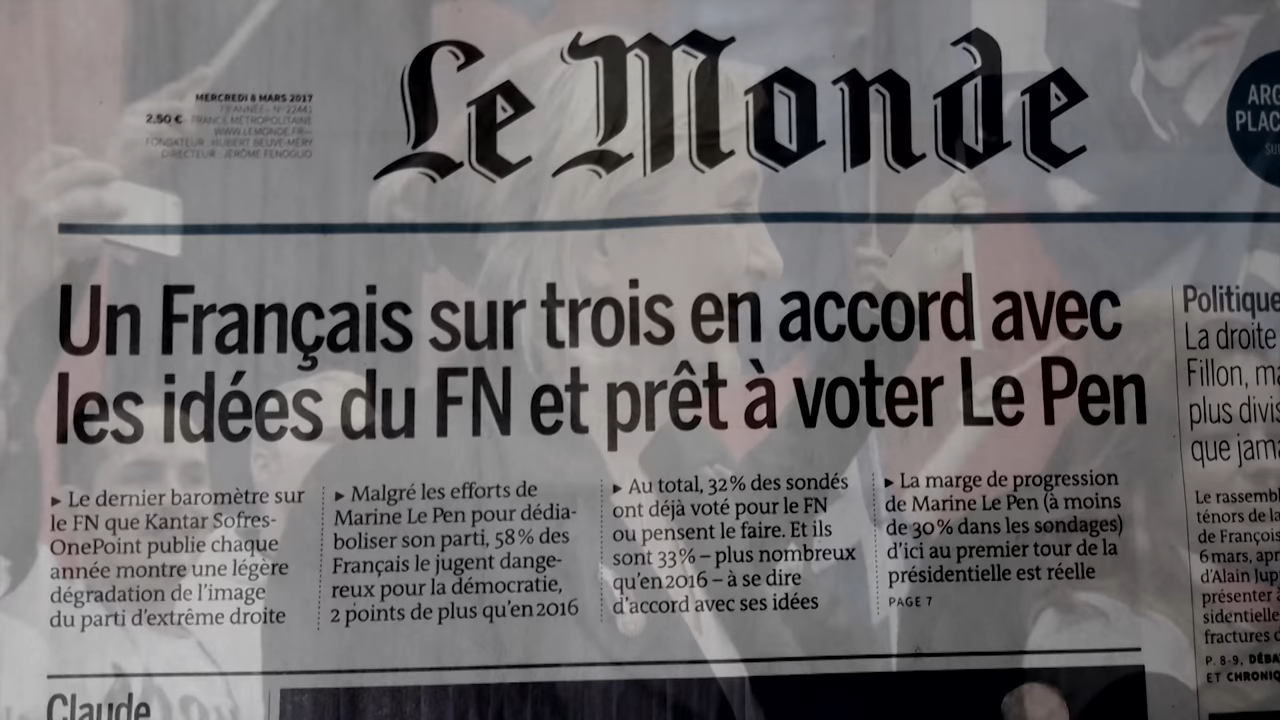 Le Monde
MERCREDI 8 MARS 2017
73E ANNÉE – NO 22441
2,50 € FRANCE MÉTROPOLITAINE
WWW.LEMONDE.FR—
FONDATEUR : HUBERT BEUVE-MÉRY
DIRECTEUR : JÉRÔME FENOGLIO
ARG
PLAC
SU
Un Français sur trois en accord avec
les idées du FN et prêt à voter Le Pen
▸ Le dernier baromètre sur
le FN que Kantar Sofres-
OnePoint publie chaque
année montre une légère
dégradation de l'image
du parti d'extrême droite
▸ Malgré les efforts de
Marine Le Pen pour dédia-
boliser son parti, 58 % des
Français le jugent dange-
reux pour la démocratie,
2 points de plus qu'en 2016
▸ Au total, 32 % des sondés
ont déjà voté pour le FN
ou pensent le faire. Et ils
sont 33 % – plus nombreux
qu'en 2016 – à se dire
d'accord avec ses idées
▸ La marge de progression
de Marine Le Pen (à moins
de 30 % dans les sondages)
d'ici au premier tour de la
présidentielle est réelle
PAGE 7
Politique
La droite
Fillon, ma
plus divis
que jama
Le rassembl
ténors de la
de François
6 mars, apr
d'Alain Jup
présenter à
sidentielle
fractures d
P. 8-9, DÉBA
ET CHRONIQ
Claude